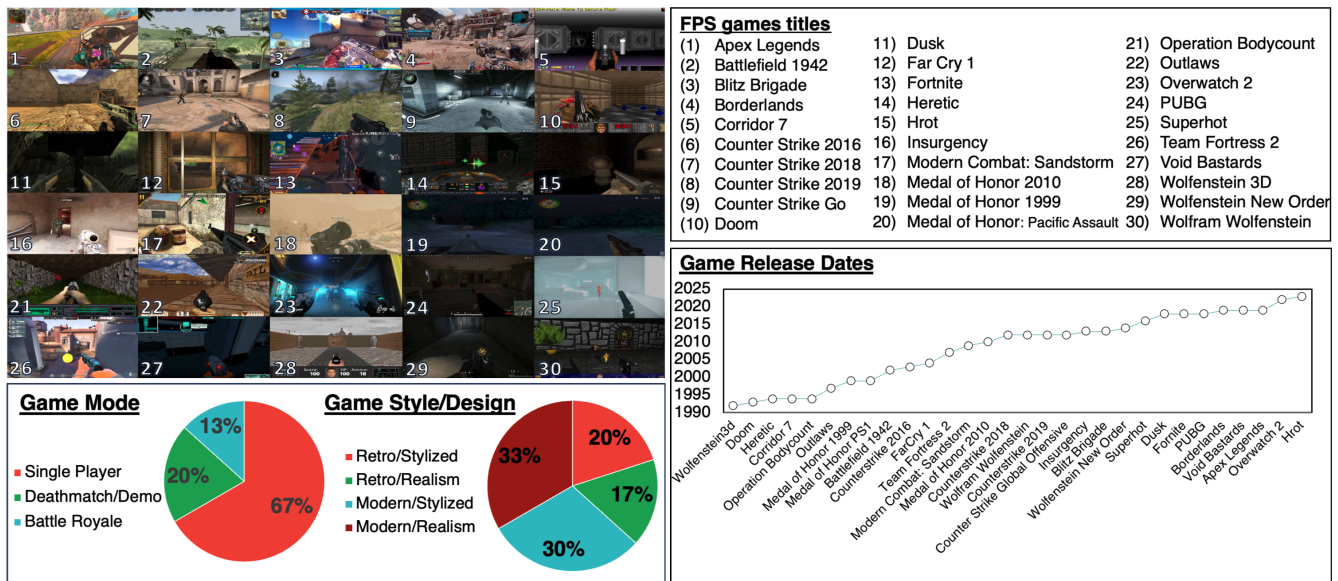 1
2
3
4
5
6
7
8
9
10
11
12
13
14
15
16
17
18
19
20
21
22
23
24
25
26
27
28
29
30
FPS games titles
(1) Apex Legends
(2) Battlefield 1942
(3) Blitz Brigade
(4) Borderlands
(5) Corridor 7
(6) Counter Strike 2016
(7) Counter Strike 2018
(8) Counter Strike 2019
(9) Counter Strike Go
(10) Doom
11) Dusk
12) Far Cry 1
13) Fortnite
14) Heretic
15) Hrot
16) Insurgency
17) Modern Combat: Sandstorm
18) Medal of Honor 2010
19) Medal of Honor 1999
20) Medal of Honor: Pacific Assault
21) Operation Bodycount
22) Outlaws
23) Overwatch 2
24) PUBG
25) Superhot
26) Team Fortress 2
27) Void Bastards
28) Wolfenstein 3D
29) Wolfenstein New Order
30) Wolfram Wolfenstein
Game Mode
Single Player
Deathmatch/Demo
Battle Royale
13%
20%
67%
Game Style/Design
Retro/Stylized
Retro/Realism
Modern/Stylized
Modern/Realism
20%
33%
17%
30%
Game Release Dates
2025
2020
2015
2010
2005
2000
1995
1990
Wolfenstein3d
Doom
Heretic
Corridor 7
Operation Bodycount
Outlaws
Medal of Honor 1999
Medal of Honor PS1
Battlefield 1942
Counterstrike 2016
FarCry 1
Team Fortress 2
Modern Combat: Sandstorm
Medal of Honor 2010
Counterstrike 2018
Wolfram Wolfenstein
Counterstrike 2019
Counter Strike Global Offensive
Insurgency
Blitz Brigade
Wolfenstein New Order
Superhot
Dusk
Fornite
PUBG
Borderlands
Void Bastards
Apex Legends
Overwatch 2
Hrot